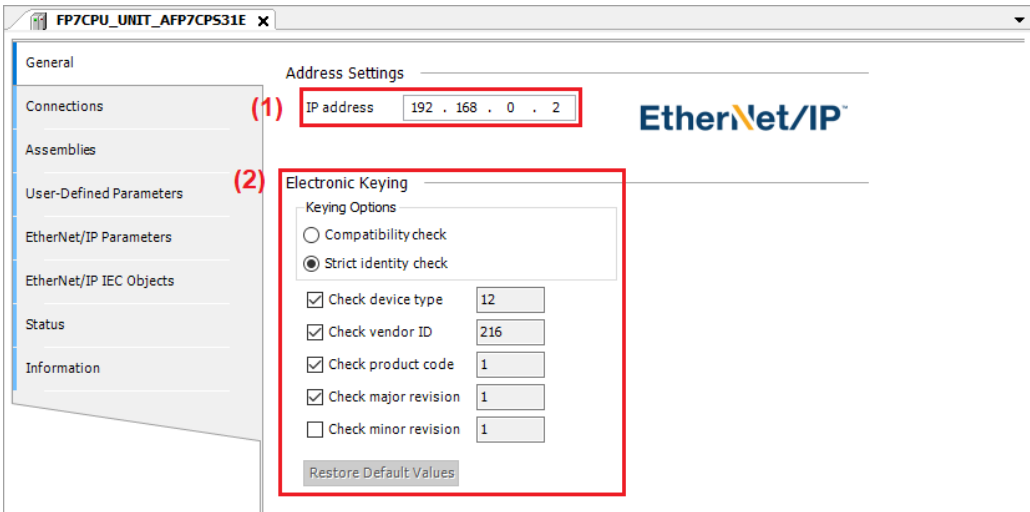 FP7CPU_UNIT_AFP7CPS31E X
General
Connections
Assemblies
User-Defined Parameters
EtherNet/IP Parameters
EtherNet/IP IEC Objects
Status
Information
Address Settings
(1) IP address 192 . 168 . 0 . 2
EtherNet/IP™
(2) Electronic Keying
Keying Options
Compatibility check
Strict identity check
Check device type 12
Check vendor ID 216
Check product code 1
Check major revision 1
Check minor revision 1
Restore Default Values